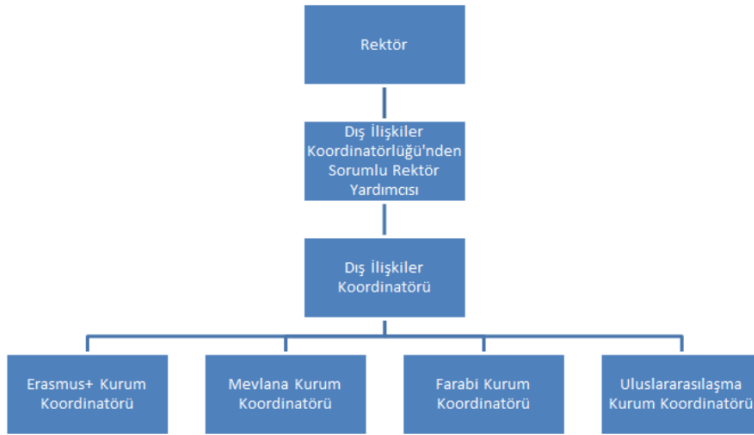 Rektör
Dış İlişkiler
Koordinatörlüğü'nden
Sorumlu Rektör
Yardımcısı
Dış İlişkiler
Koordinatörü
Erasmus+ Kurum
Koordinatörü
Mevlana Kurum
Koordinatörü
Farabi Kurum
Koordinatörü
Uluslararasılaşma
Kurum Koordinatörü